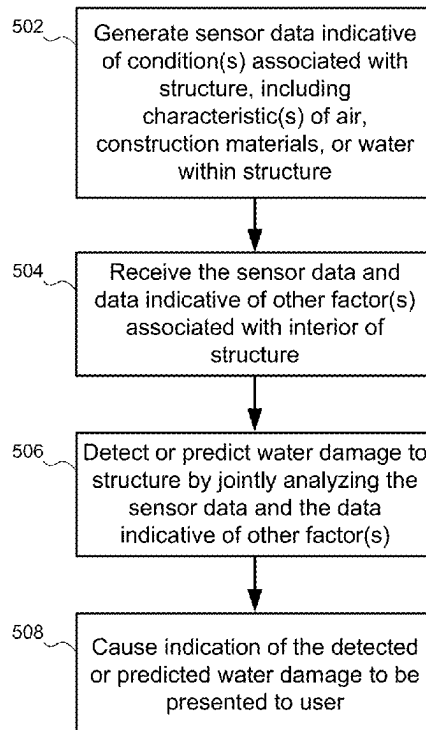 502
Generate sensor data indicative
of condition(s) associated with
structure, including
characteristic(s) of air,
construction materials, or water
within structure
504
Receive the sensor data and
data indicative of other factor(s)
associated with interior of
structure
506
Detect or predict water damage to
structure by jointly analyzing the
sensor data and the data
indicative of other factor(s)
508
Cause indication of the detected
or predicted water damage to be
presented to user